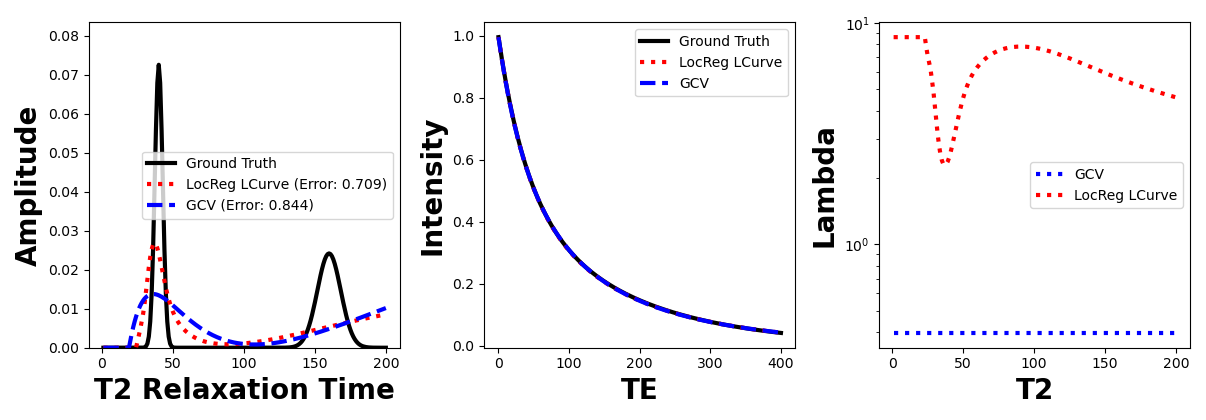 Amplitude
0.08
0.07
0.06
0.05
0.04
0.03
0.02
0.01
0.00
Ground Truth
LocReg LCurve (Error: 0.709)
GCV (Error: 0.844)
0 50 100 150 200
T2 Relaxation Time
Intensity
1.0
0.8
0.6
0.4
0.2
0.0
Ground Truth
LocReg LCurve
GCV
0 100 200 300 400
TE
Lambda
10¹
10⁰
GCV
LocReg LCurve
0 50 100 150 200
T2